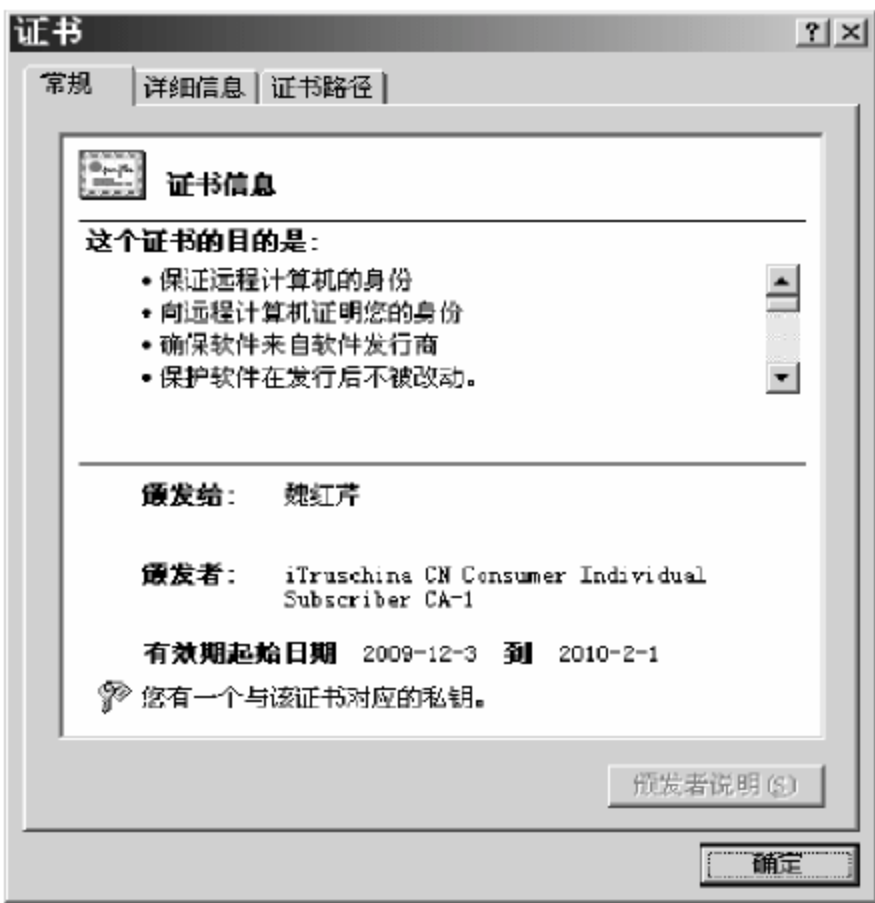 证书
常规 详细信息 证书路径
证书信息
这个证书的目的是:
• 保证远程计算机的身份
• 向远程计算机证明您的身份
• 确保软件来自软件发行商
• 保护软件在发行后不被改动。
颁发给: 魏红芹
颁发者: iTruschina CN Consumer Individual
Subscriber CA-1
有效期起始日期 2009-12-3 到 2010-2-1
您有一个与该证书对应的私钥。
颁发者说明(S)
确定